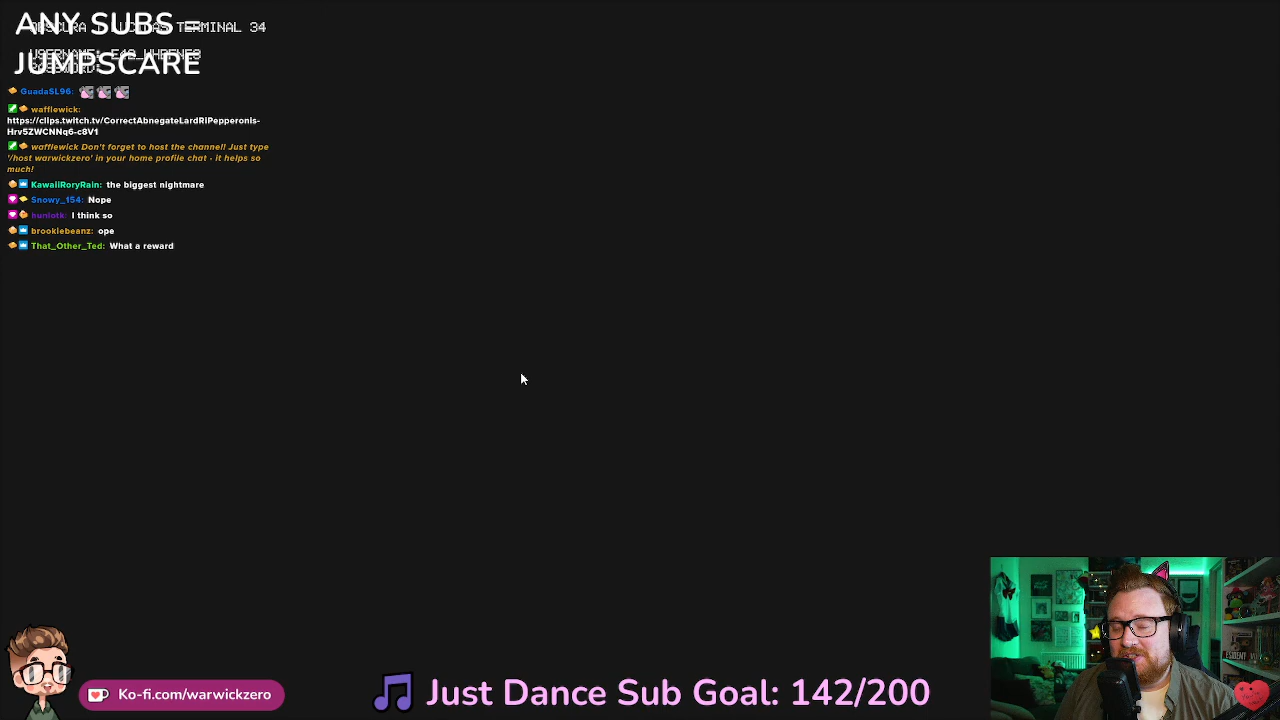 ANY SUBS =
JUMPSCARE
TERMINAL 34
GuadaSL96:
wafflewick:
https://clips.twitch.tv/CorrectAbnegateLardRIPepperonis-
Hrv5ZWCNNq6-c8V1
wafflewick Don't forget to host the channel! Just type
'/host warwickzero' in your home profile chat - it helps so
much!
KawaiiRoryRain: the biggest nightmare
Snowy_154: Nope
huntotk: I think so
brookiebeanz: ope
That_Other_Ted: What a reward
Ko-fi.com/warwickzero
Just Dance Sub Goal: 142/200